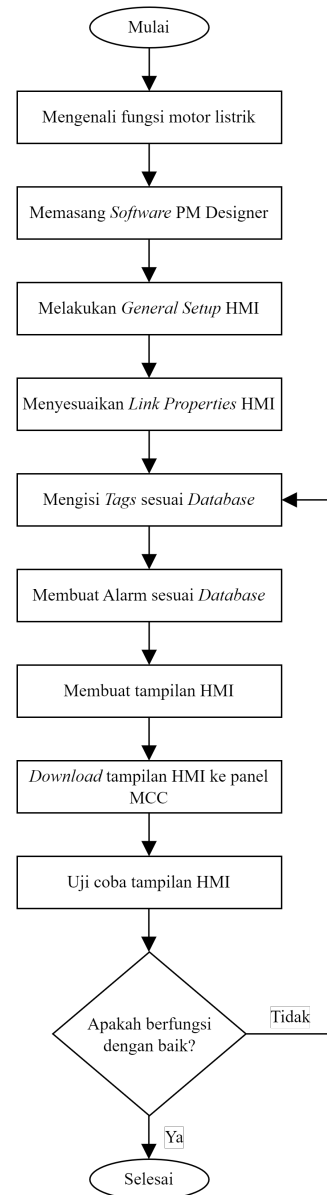 Mulai
Mengenali fungsi motor listrik
Memasang Software PM Designer
Melakukan General Setup HMI
Menyesuaikan Link Properties HMI
Mengisi Tags sesuai Database
Membuat Alarm sesuai Database
Membuat tampilan HMI
Download tampilan HMI ke panel
MCC
Uji coba tampilan HMI
Apakah berfungsi
dengan baik?
Tidak
Ya
Selesai